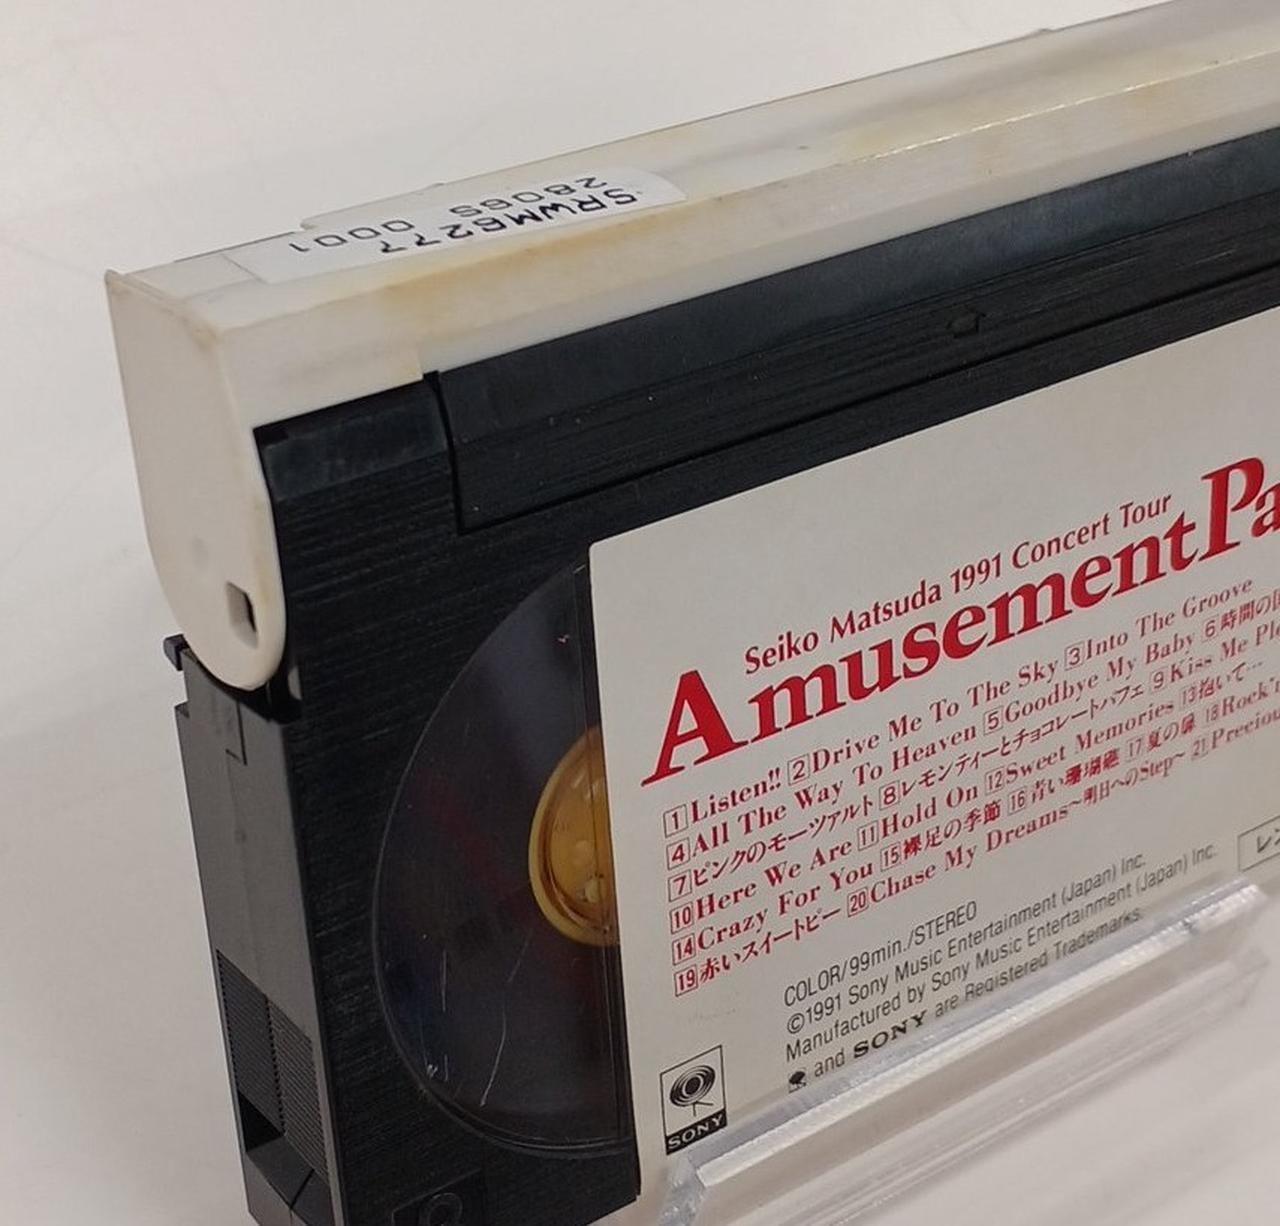 SRWM6277
2806S 0001
Seiko Matsuda 1991 Concert Tour
Amusement Pa
1 Listen!! 2 Drive Me To The Sky 3 Into The Groove
4 All The Way To Heaven 5 Goodbye My Baby 6 時間の国
7 ピンクのモーツァルト 8 レモンティーとチョコレートパフェ 9 Kiss Me Ple
10 Here We Are 11 Hold On 12 Sweet Memories 13 抱いて…
14 Crazy For You 15 裸足の季節 16 青い珊瑚礁 17 夏の扉 18 Rock'n
19 赤いスイートピー 20 Chase My Dreams〜明日へのStep〜 21 Preciou
COLOR/99min./STEREO
©1991 Sony Music Entertainment (Japan) Inc.
Manufactured by Sony Music Entertainment (Japan) Inc.
and SONY are Registered Trademarks.
レン
SONY